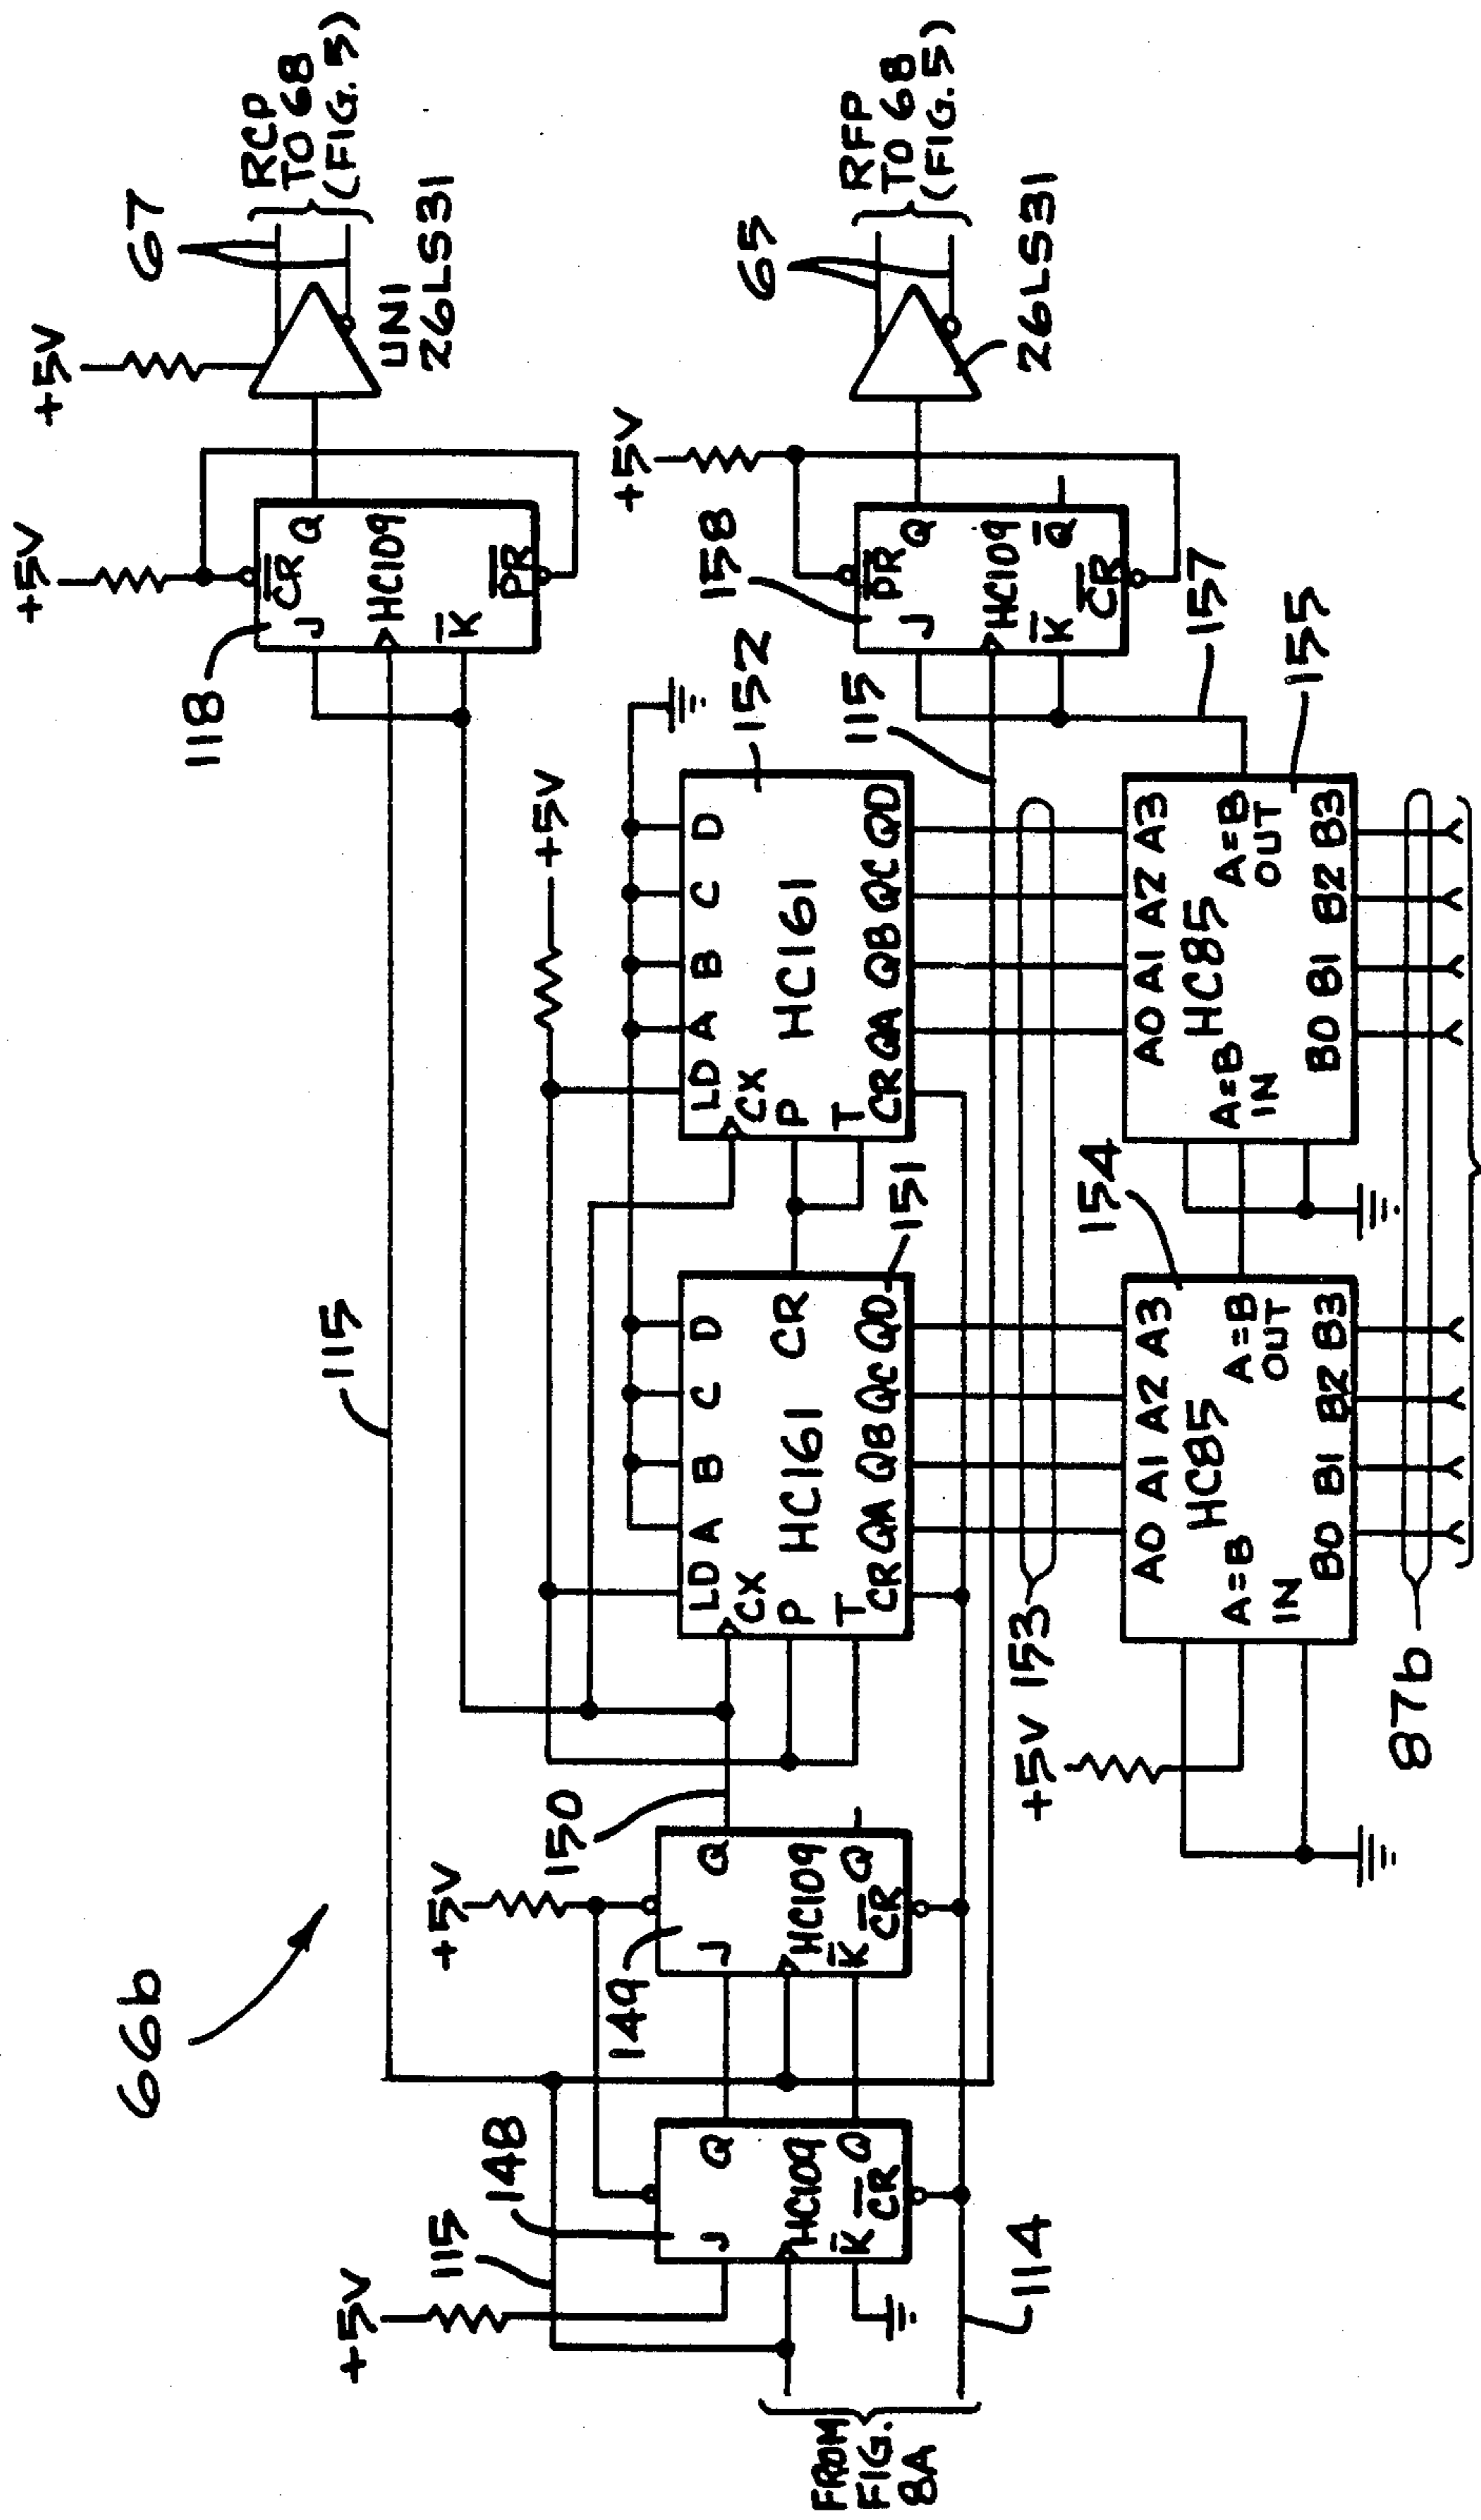 66b
+5V
115
148
+5V
149
150
J
Q
HC109
K
Q
CR
J
Q
HC109
K
Q
CR
FROM
FIG.
8A
114
115
+5V
LD A B C D
CX
P
HC161
CR
T
CR QA QB QC QD
151
LD A B C D
CX
P
HC161
T
CR QA QB QC QD
152
115
+5V 153
154
A0 A1 A2 A3
HC85
A=B
IN
A=B
OUT
B0 B1 B2 B3
A0 A1 A2 A3
HC85
A=B
IN
A=B
OUT
B0 B1 B2 B3
155
157
87b
118
+5V
CR
J
Q
HC109
K
PR
+5V
67
RCP
TO 68
(FIG. 5)
UN1
26LS31
158
+5V
PR
J
Q
HC109
K
Q
CR
65
RFP
TO 68
(FIG. 5)
26LS31